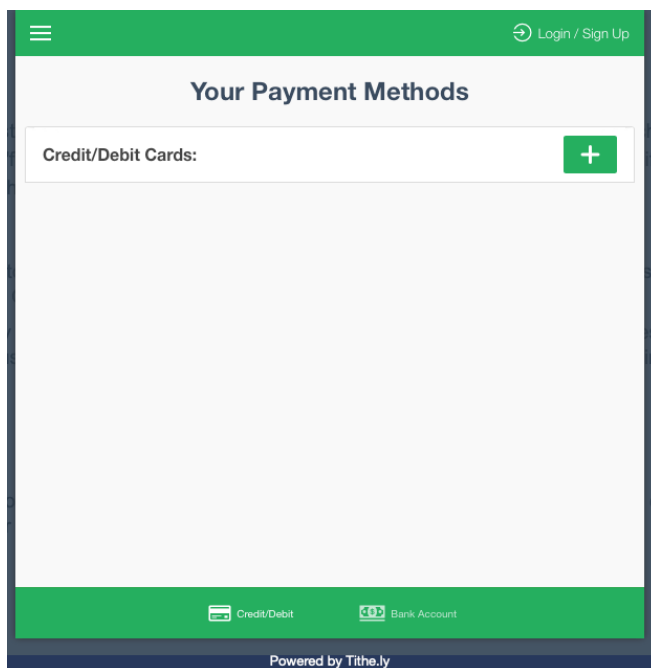 Login / Sign Up
Your Payment Methods
Credit/Debit Cards:
Credit/Debit
Bank Account
Powered by Tithe.ly